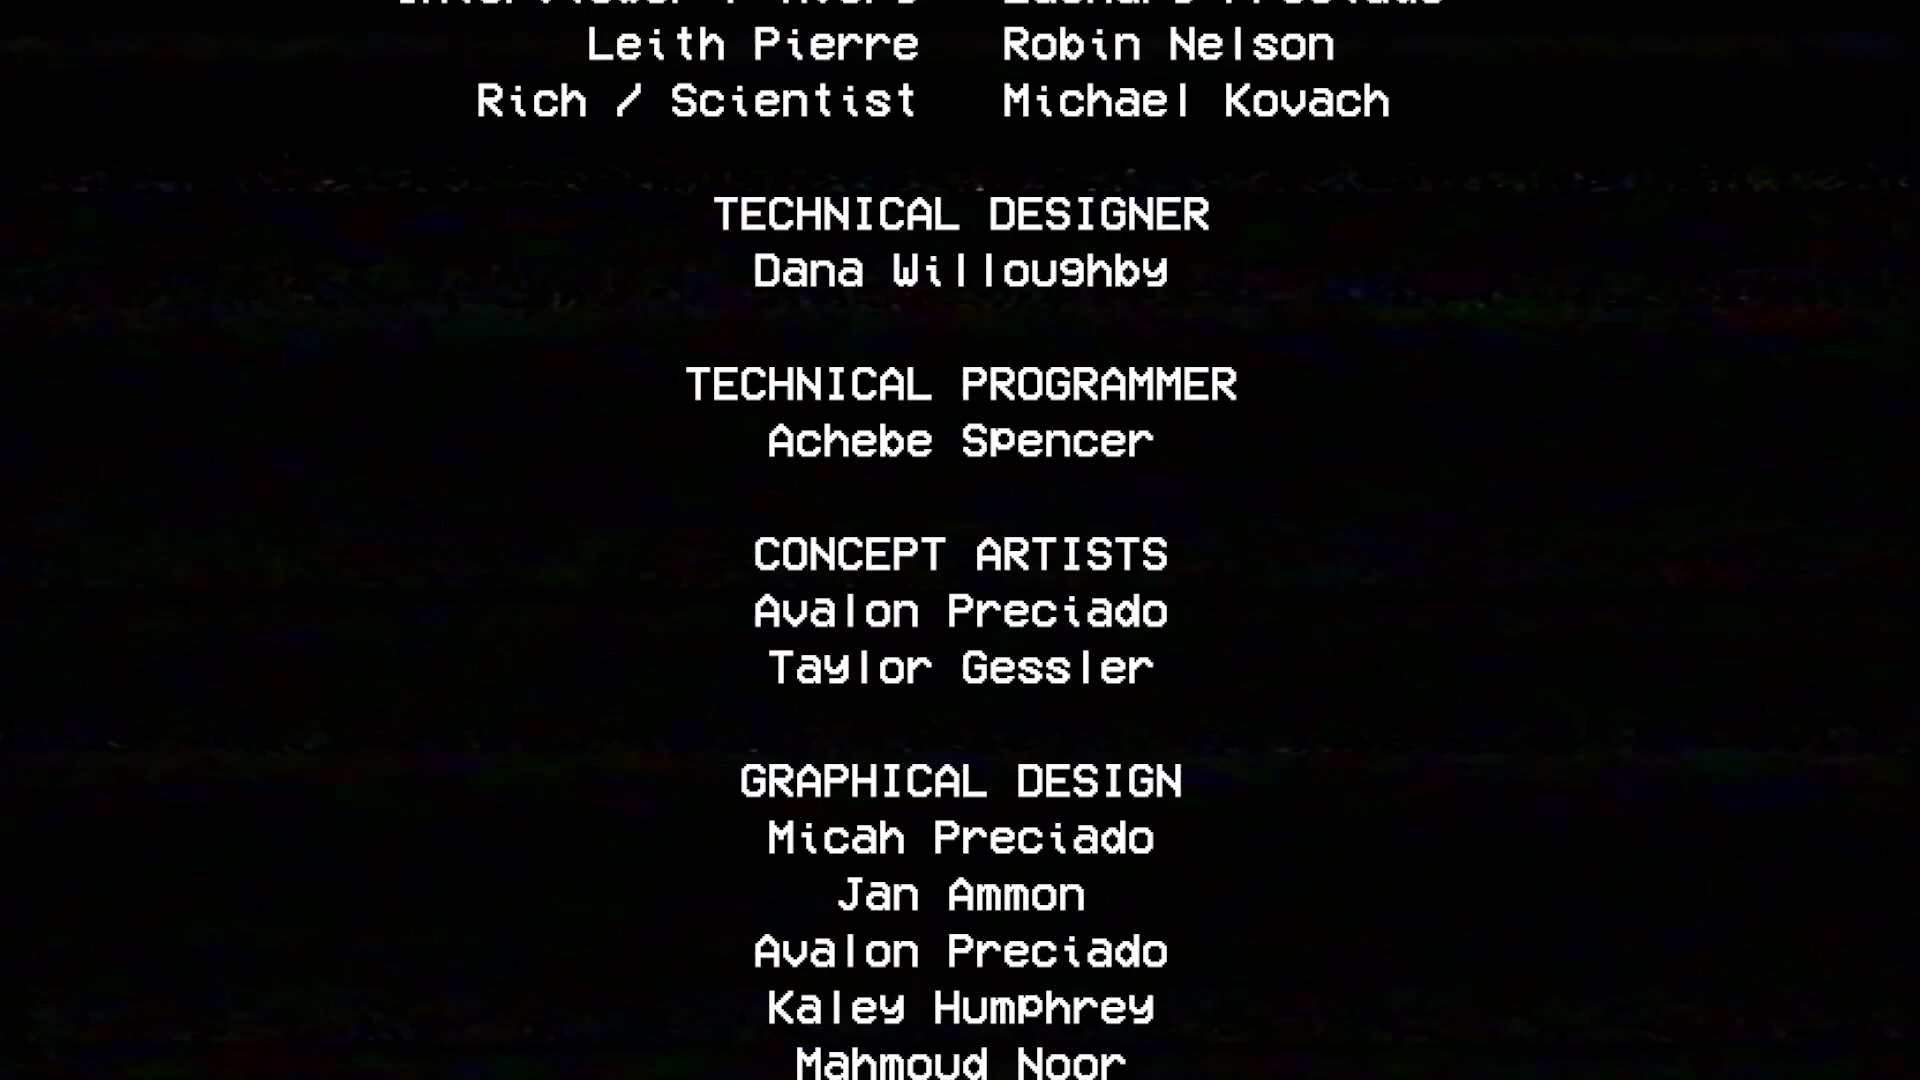 Leith Pierre Robin Nelson
Rich / Scientist Michael Kovach
TECHNICAL DESIGNER
Dana Willoughby
TECHNICAL PROGRAMMER
Achebe Spencer
CONCEPT ARTISTS
Avalon Preciado
Taylor Gessler
GRAPHICAL DESIGN
Micah Preciado
Jan Ammon
Avalon Preciado
Kaley Humphrey
Mahmoud Noor